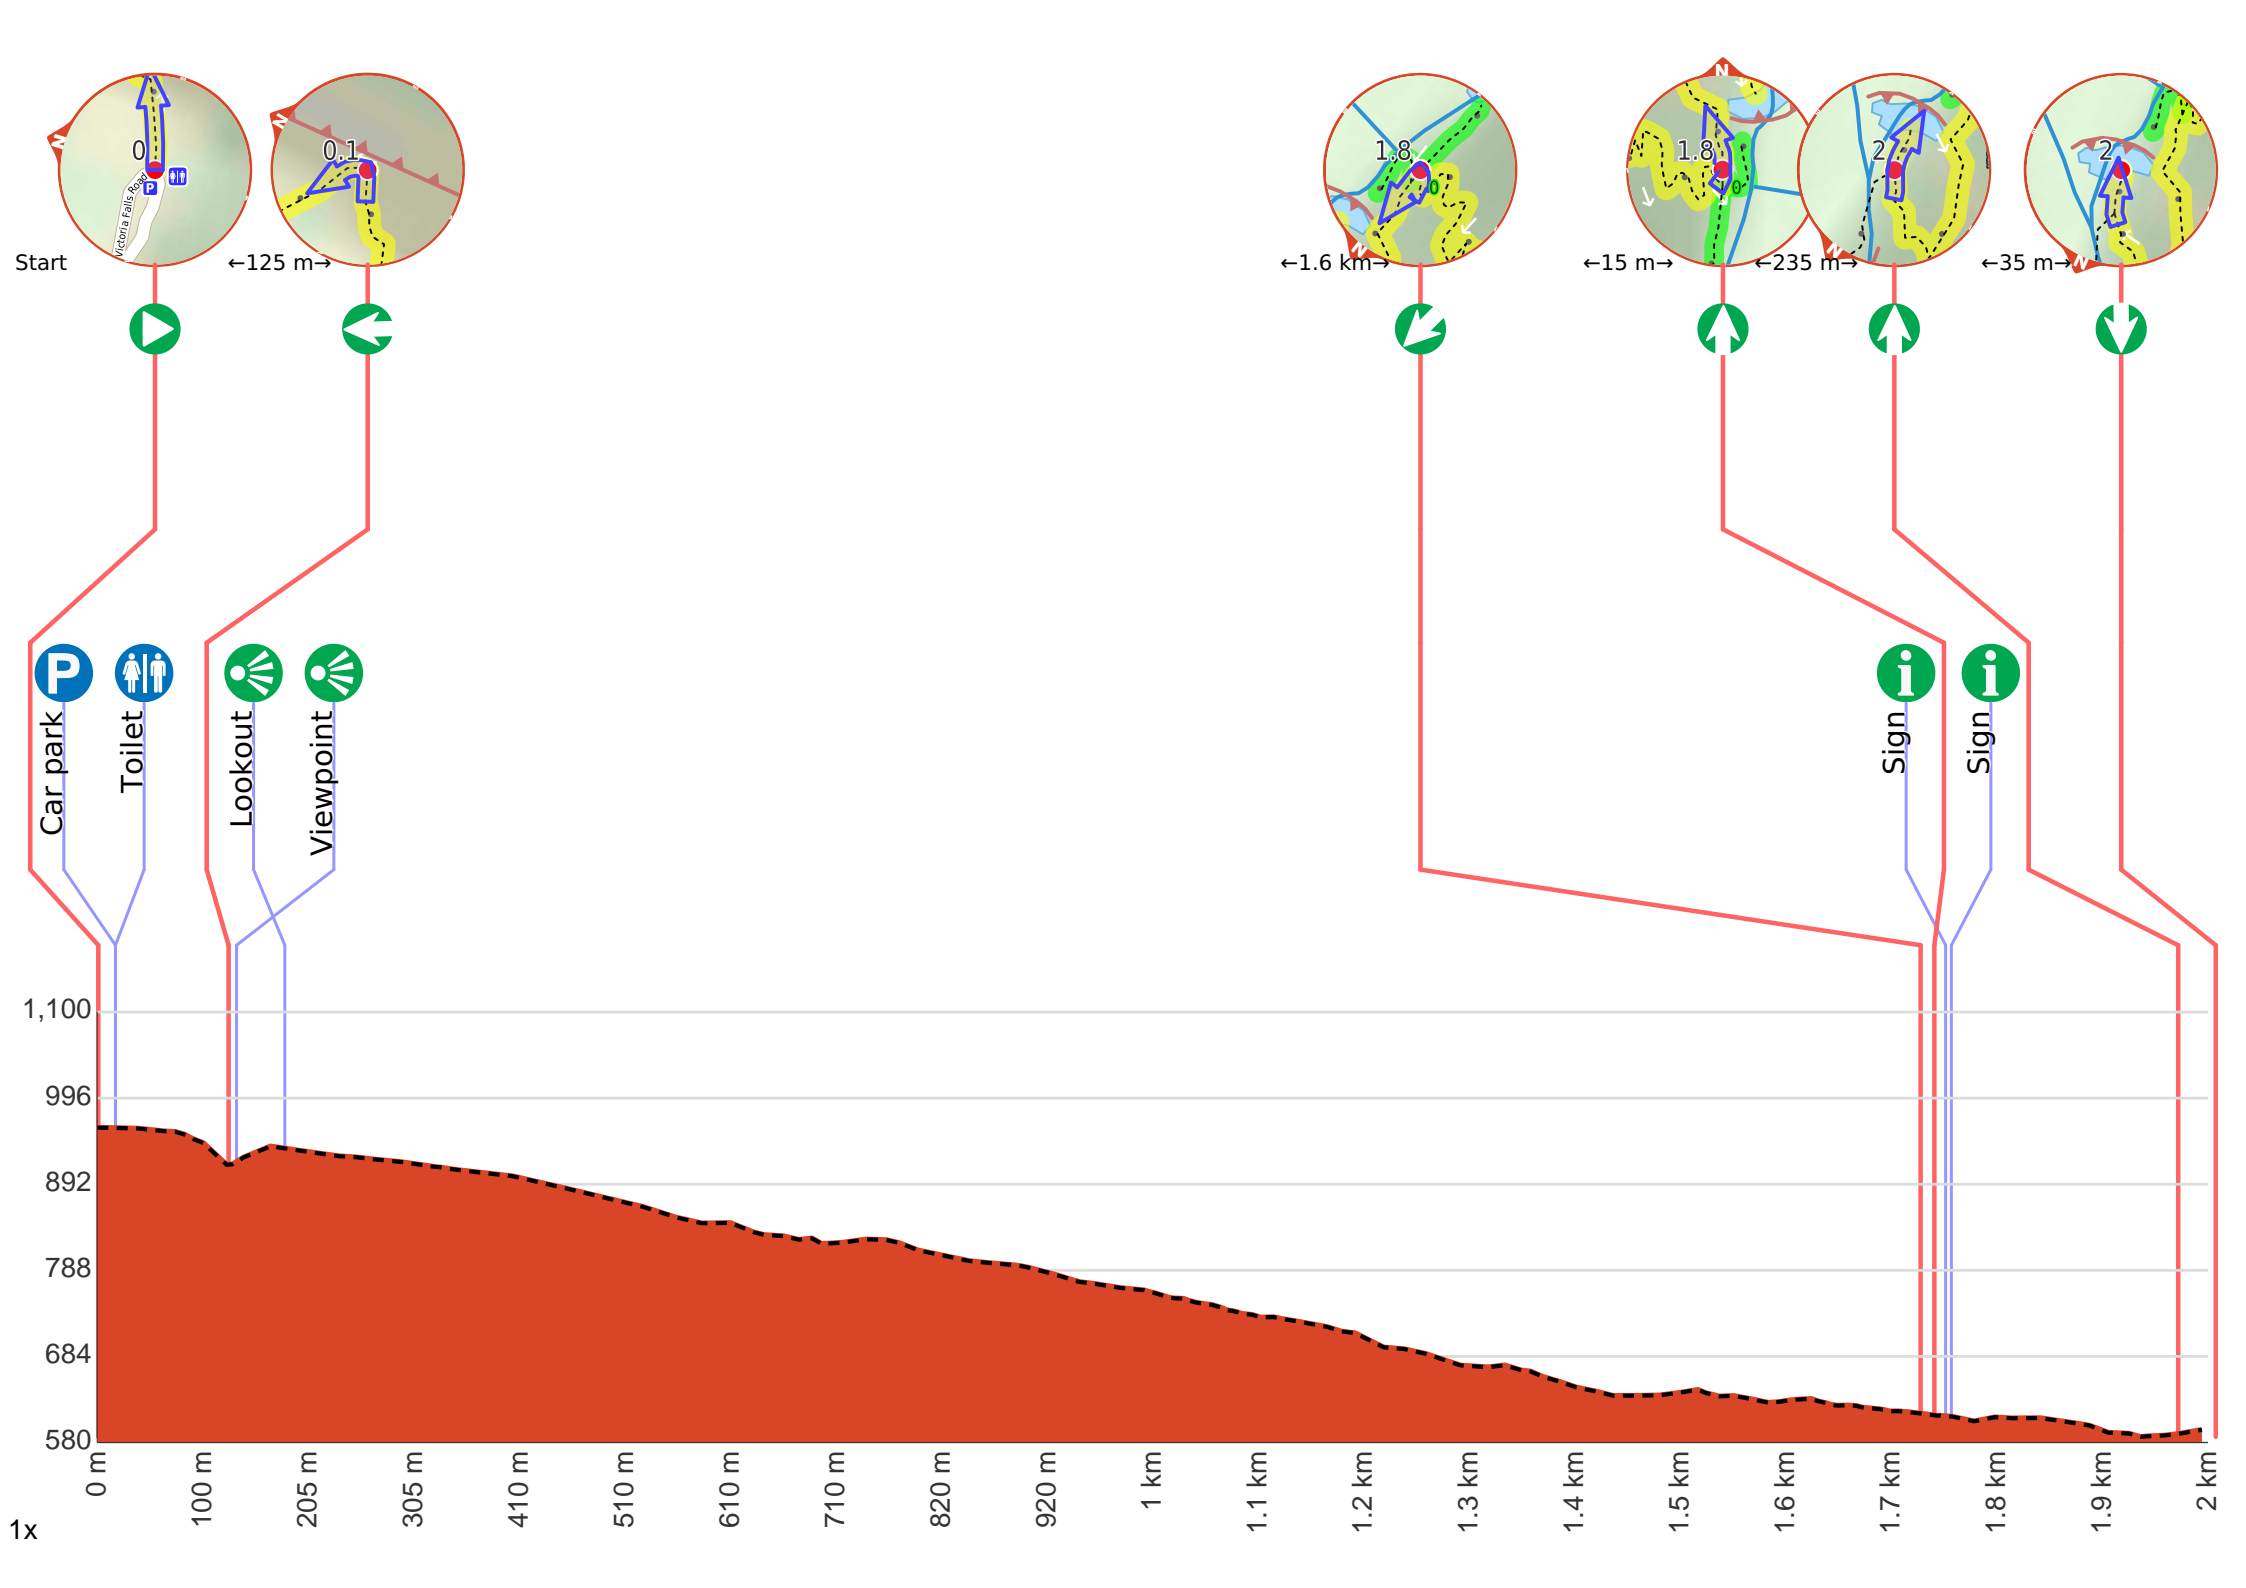 N
0
Victoria Falls Road
P
N
0.1
1.8
0
N
N
1.8
0
2
N
2
N
Start
←125 m→
←1.6 km→
←15 m→
←235 m→
←35 m→
P
i
i
Car park
Toilet
Lookout
Viewpoint
Sign
Sign
1,100
996
892
788
684
580
0 m
100 m
205 m
305 m
410 m
510 m
610 m
710 m
820 m
920 m
1 km
1.1 km
1.2 km
1.3 km
1.4 km
1.5 km
1.6 km
1.7 km
1.8 km
1.9 km
2 km
1x